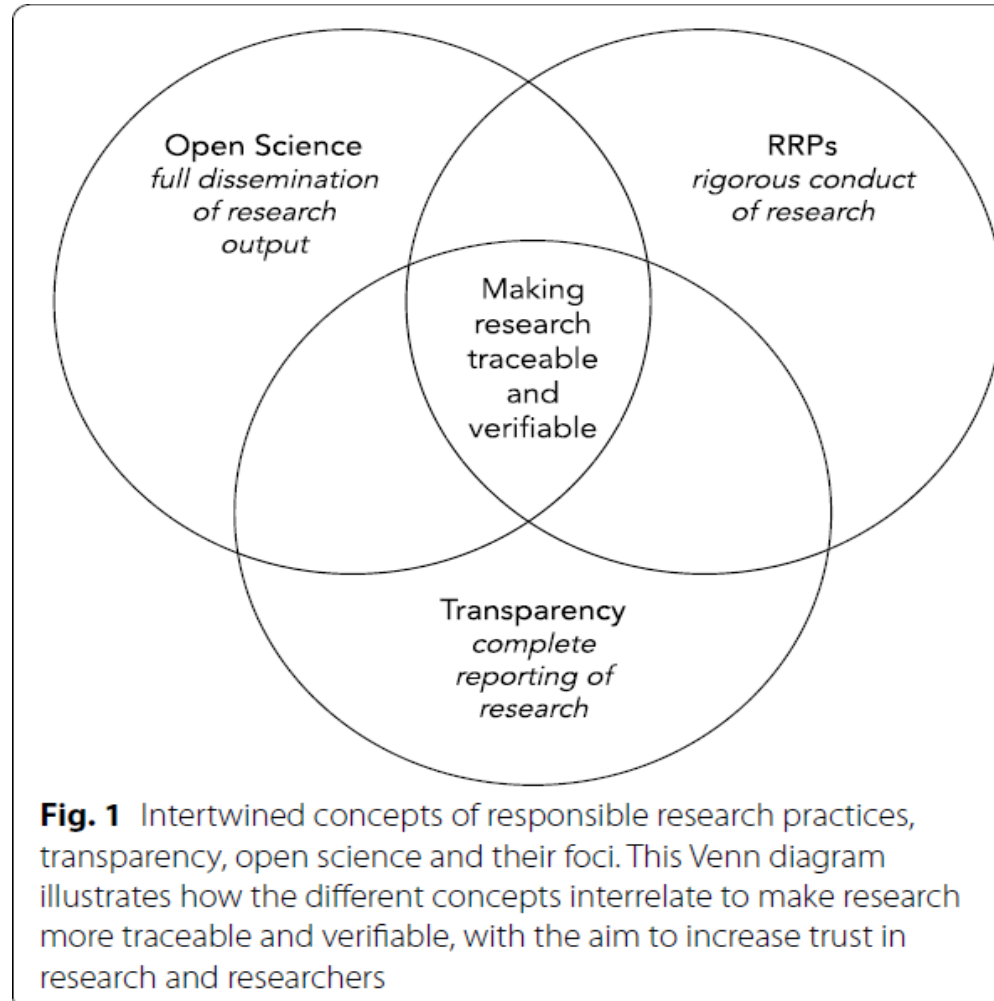 Open Science
full dissemination
of research
output
RRPs
rigorous conduct
of research
Making
research
traceable
and
verifiable
Transparency
complete
reporting of
research
Fig. 1 Intertwined concepts of responsible research practices,
transparency, open science and their foci. This Venn diagram
illustrates how the different concepts interrelate to make research
more traceable and verifiable, with the aim to increase trust in
research and researchers